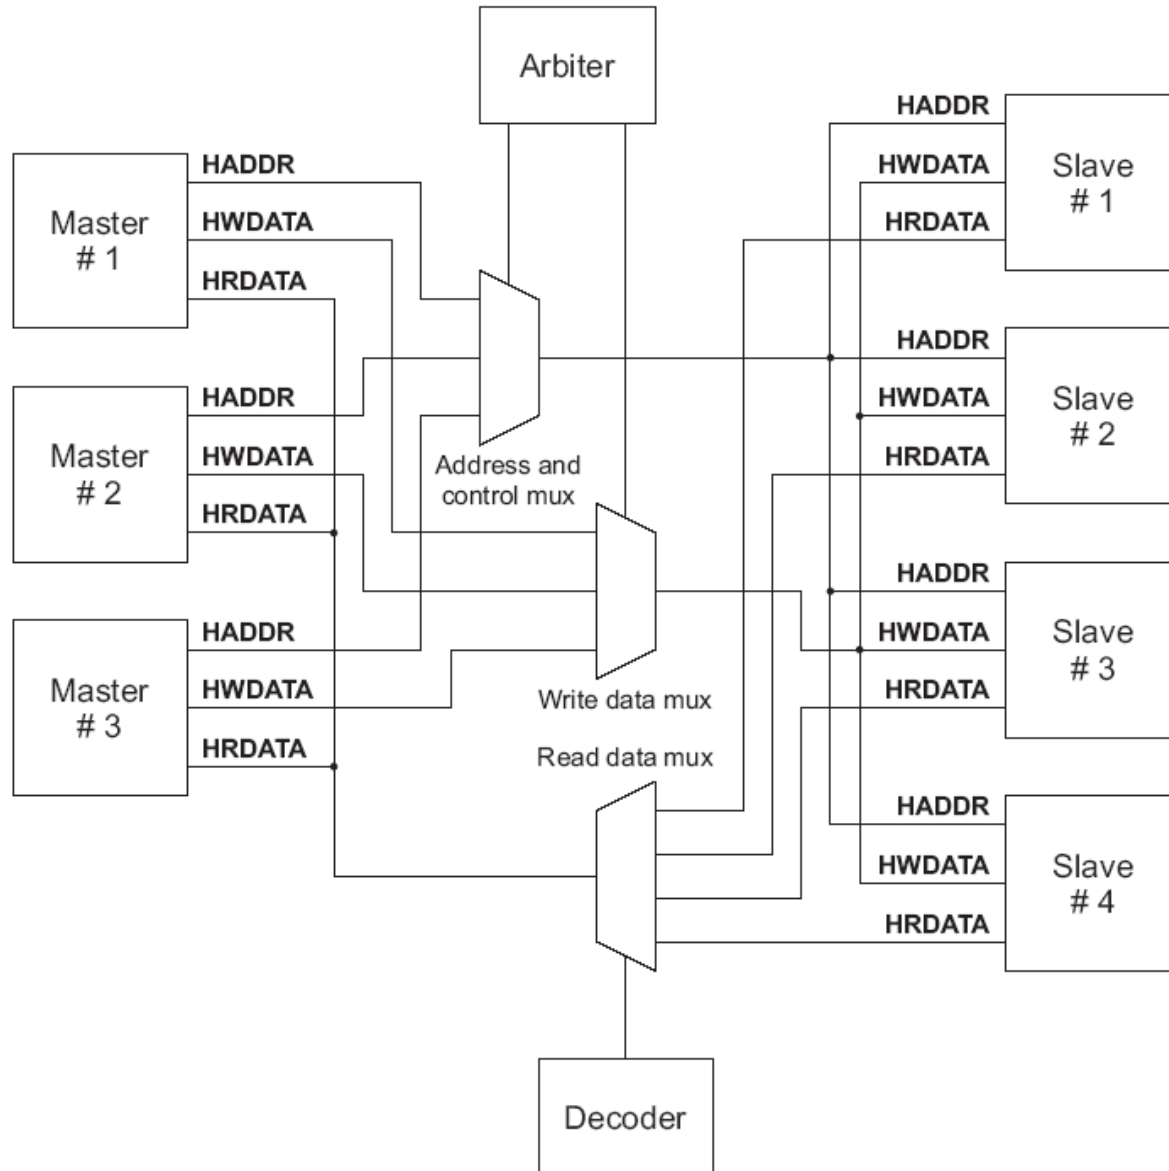 Arbiter
HADDR
HWDATA
HRDATA
Master
# 1
HADDR
HWDATA
HRDATA
Master
# 2
HADDR
HWDATA
HRDATA
Master
# 3
Address and
control mux
Write data mux
Read data mux
HADDR
HWDATA
HRDATA
Slave
# 1
HADDR
HWDATA
HRDATA
Slave
# 2
HADDR
HWDATA
HRDATA
Slave
# 3
HADDR
HWDATA
HRDATA
Slave
# 4
Decoder